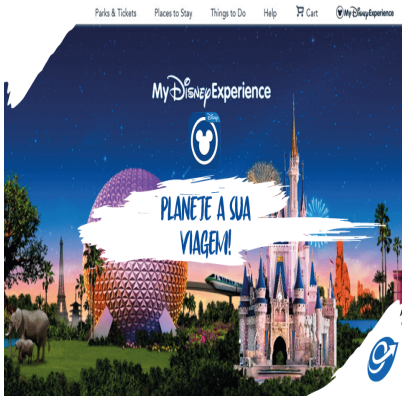 Parks & Tickets Places to Stay Things to Do Help Cart My Disney Experience
My Disney Experience
Disney
PLANEJE A SUA
VIAGEM!